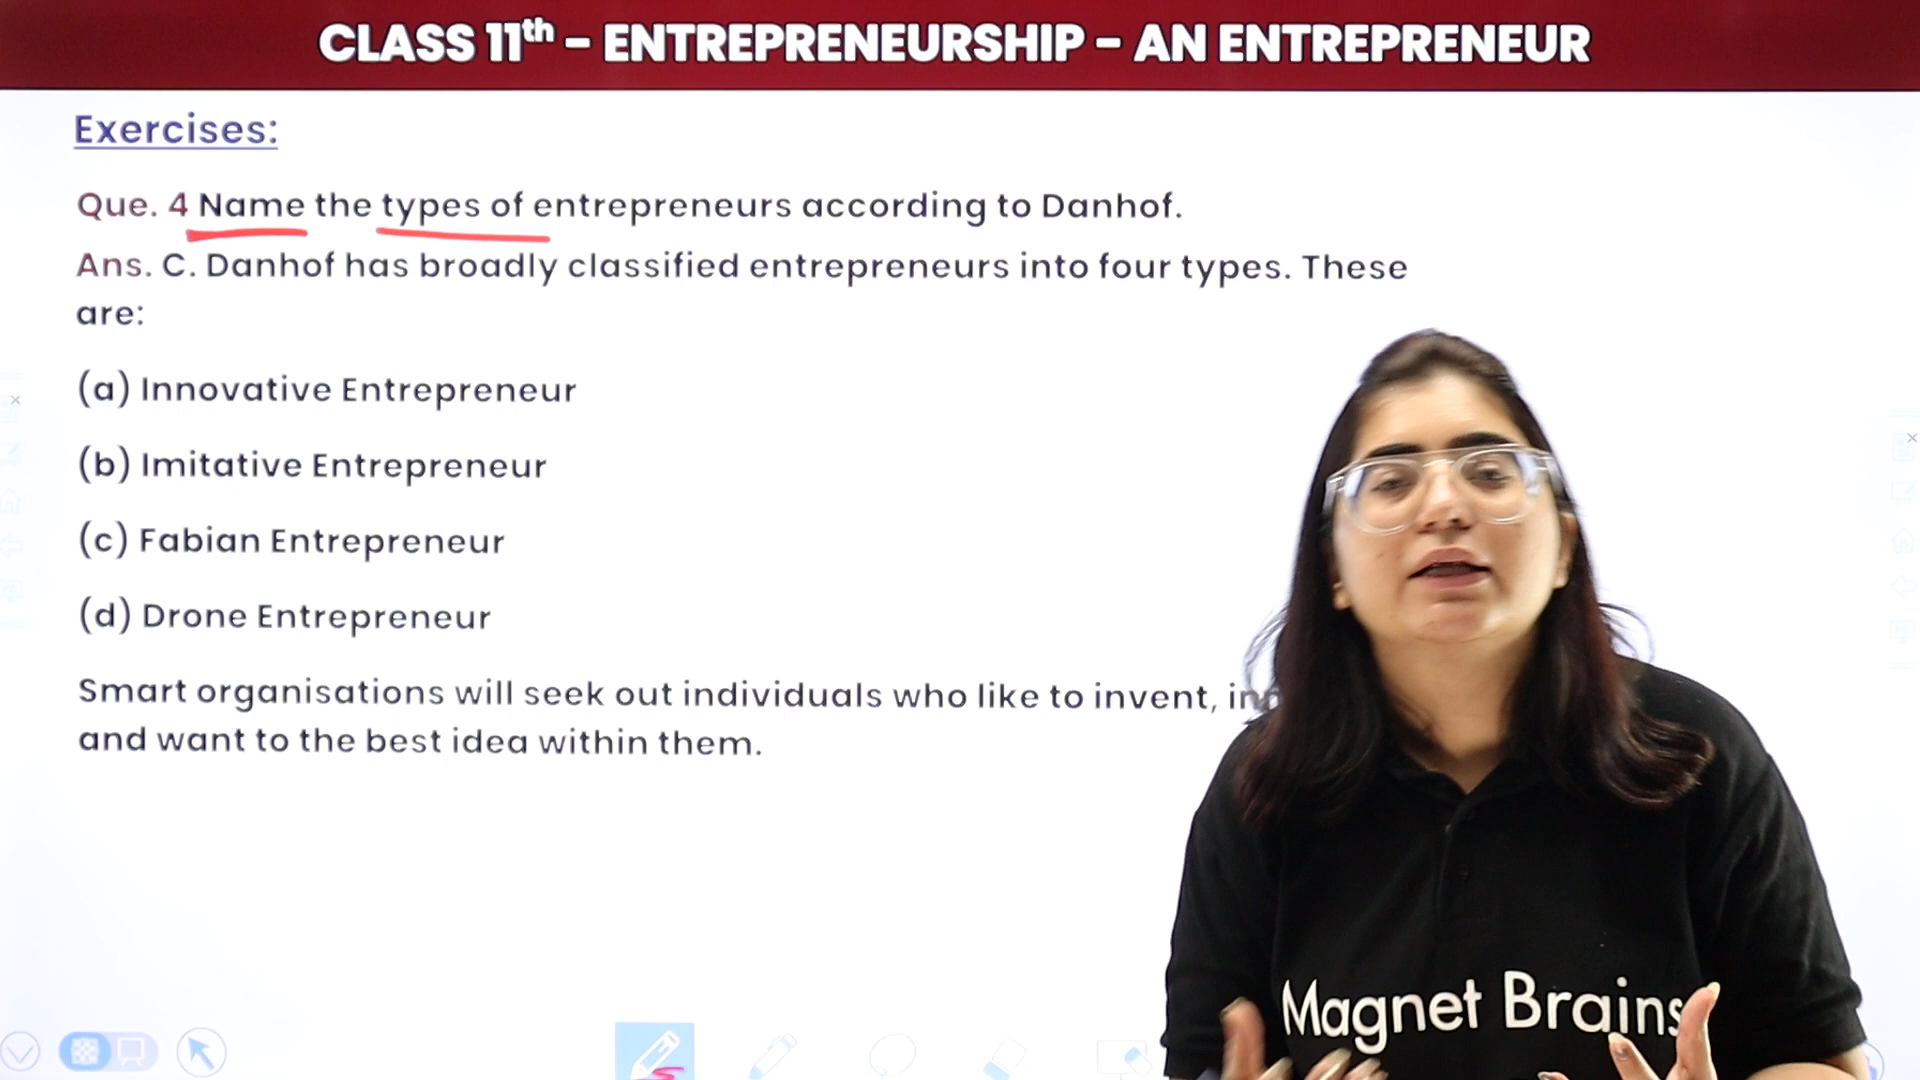 CLASS 11th – ENTREPRENEURSHIP – AN ENTREPRENEUR
Exercises:
Que. 4 Name the types of entrepreneurs according to Danhof.
Ans. C. Danhof has broadly classified entrepreneurs into four types. These
are:
(a) Innovative Entrepreneur
(b) Imitative Entrepreneur
(c) Fabian Entrepreneur
(d) Drone Entrepreneur
Smart organisations will seek out individuals who like to invent,
and want to the best idea within them.
Magnet Brains